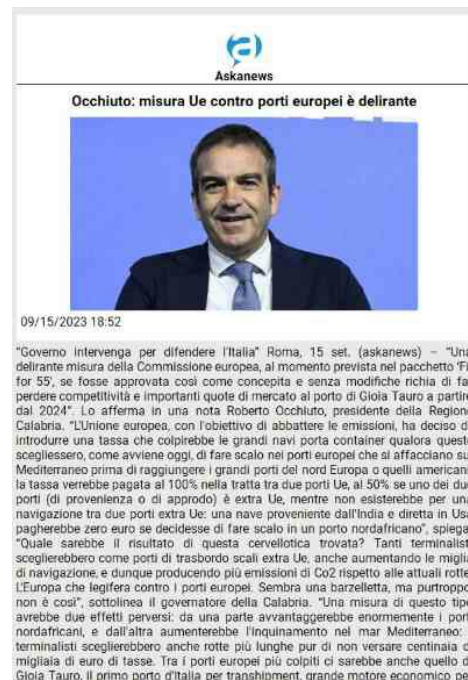 Askanews
Occhiuto: misura Ue contro porti europei è delirante
09/15/2023 18:52
"Governo intervenga per difendere l'Italia" Roma, 15 set. (askanews) – "Una
delirante misura della Commissione europea, al momento prevista nel pacchetto 'Fi
for 55', se fosse approvata così come concepita e senza modifiche richia di fa
perdere competitività e importanti quote di mercato al porto di Gioia Tauro a partire
dal 2024". Lo afferma in una nota Roberto Occhiuto, presidente della Regione
Calabria. "L'Unione europea, con l'obiettivo di abbattere le emissioni, ha deciso d
introdurre una tassa che colpirebbe le grandi navi porta container qualora queste
scegliessero, come avviene oggi, di fare scalo nei porti europei che si affacciano su
Mediterraneo prima di raggiungere i grandi porti del nord Europa o quelli americani
la tassa verrebbe pagata al 100% nella tratta tra due porti Ue, al 50% se uno dei due
porti (di provenienza o di approdo) è extra Ue, mentre non esisterebbe per una
navigazione tra due porti extra Ue: una nave proveniente dall'India e diretta in Usa
pagherebbe zero euro se decidesse di fare scalo in un porto nordafricano", spiega
"Quale sarebbe il risultato di questa cervellotica trovata? Tanti terminalist
sceglierebbero come porti di trasbordo scali extra Ue, anche aumentando le miglia
di navigazione, e dunque producendo più emissioni di Co2 rispetto alle attuali rotte
L'Europa che legifera contro i porti europei. Sembra una barzelletta, ma purtroppo
non è così", sottolinea il governatore della Calabria. "Una misura di questo tipo
avrebbe due effetti perversi: da una parte avvantaggerebbe enormemente i port
nordafricani, e dall'altra aumenterebbe l'inquinamento nel mar Mediterraneo: i
terminalisti sceglierebbero anche rotte più lunghe pur di non versare centinaia d
migliaia di euro di tasse. Tra i porti europei più colpiti ci sarebbe anche quello d
Gioia Tauro, il primo porto d'Italia per transhipment, grande motore economico pe